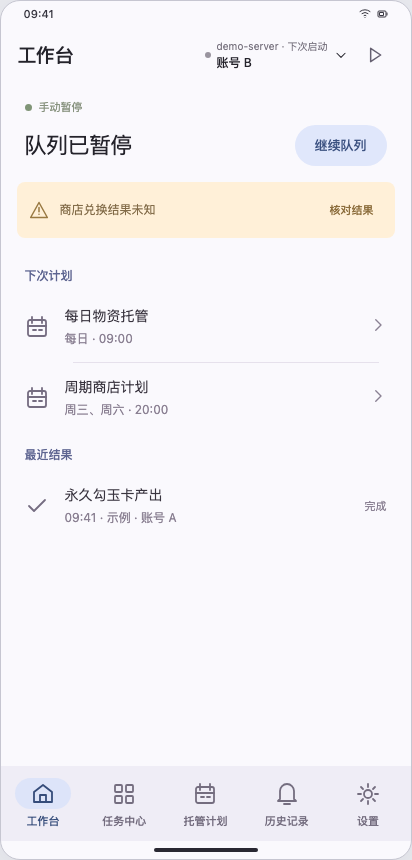 09:41
工作台
demo-server · 下次启动
账号 B
手动暂停
队列已暂停
继续队列
商店兑换结果未知
核对结果
下次计划
每日物资托管
每日 · 09:00
周期商店计划
周三、周六 · 20:00
最近结果
永久勾玉卡产出
09:41 · 示例 · 账号 A
完成
工作台
任务中心
托管计划
历史记录
设置